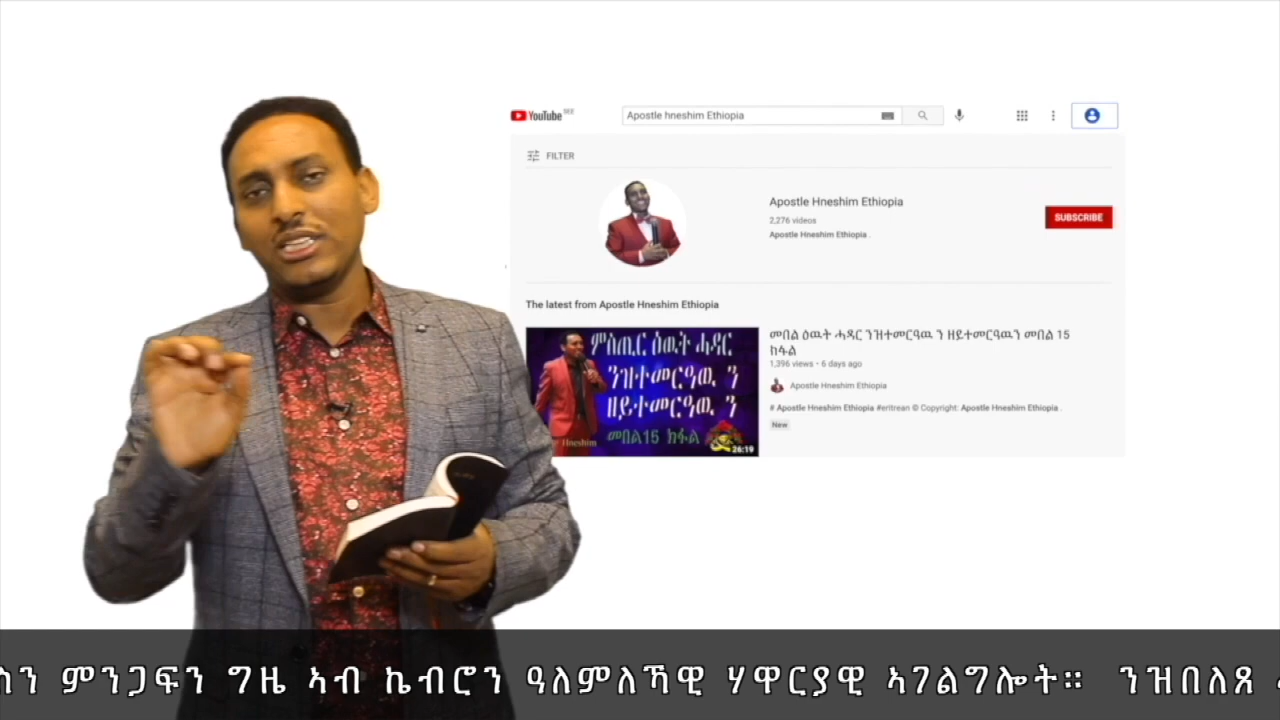 YouTube
Apostle hneshim Ethiopia
FILTER
Apostle Hneshim Ethiopia
2,276 videos
Apostle Hneshim Ethiopia .
SUBSCRIBE
The latest from Apostle Hneshim Ethiopia
ምስጢር ዕዉት ሓዳር
ንዝተመርዓዉ ን
ዘይተመርዓዉ ን
Hneshim መበል15 ክፋል
26:19
መበል ዕዉት ሓዳር ንዝተመርዓዉ ን ዘይተመርዓዉን መበል 15
ክፋል
1,396 views • 6 days ago
Apostle Hneshim Ethiopia
# Apostle Hneshim Ethiopia #eritrean © Copyright: Apostle Hneshim Ethiopia .
New
ምንጋፍን ግዜ ኣብ ኬብሮን ዓለምለኻዊ ሃዋርያዊ ኣገልግሎት። ንዝበለጸ